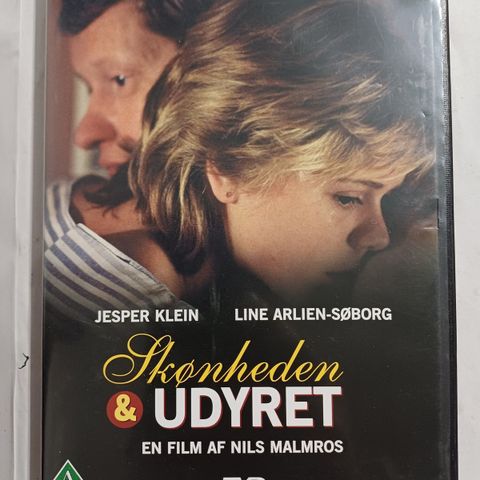 JESPER KLEIN LINE ARLIEN-SØBORG
Skønheden
& UDYRET
EN FILM AF NILS MALMROS
A